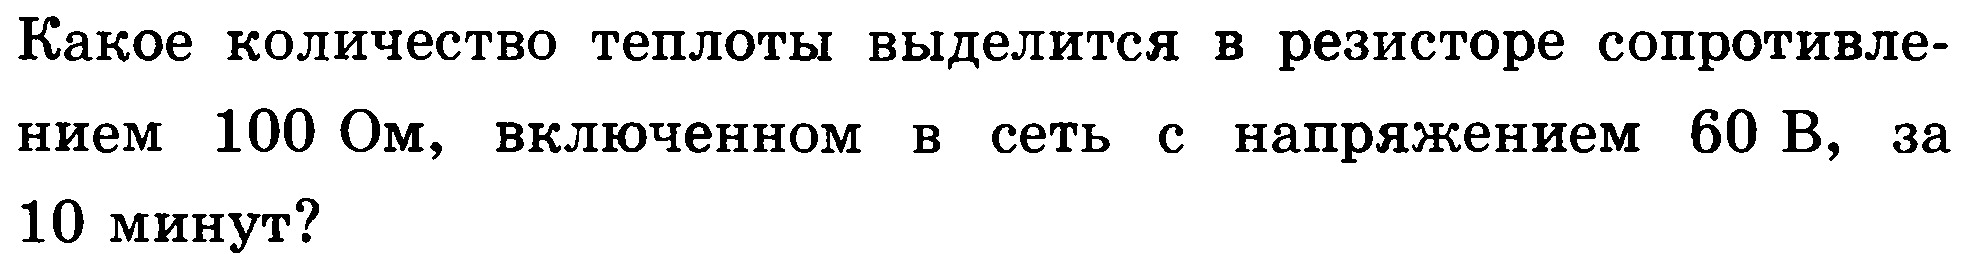 Какое количество теплоты выделится в резисторе сопротивле-
нием 100 Ом, включенном в сеть с напряжением 60 В, за
10 минут?